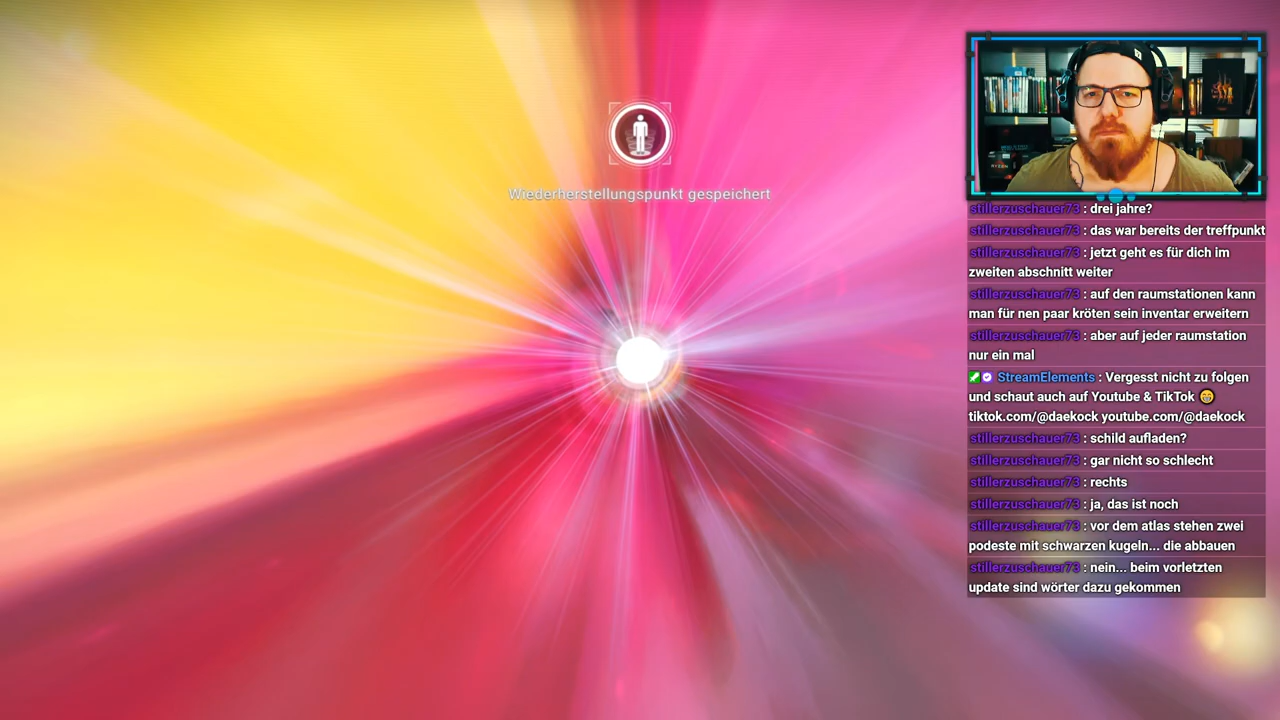 Wiederherstellungspunkt gespeichert
RYZEN
stillerzuschauer73 : drei jahre?
stillerzuschauer73 : das war bereits der treffpunkt
stillerzuschauer73 : jetzt geht es für dich im
zweiten abschnitt weiter
stillerzuschauer73 : auf den raumstationen kann
man für nen paar kröten sein inventar erweitern
stillerzuschauer73 : aber auf jeder raumstation
nur ein mal
StreamElements : Vergesst nicht zu folgen
und schaut auch auf Youtube & TikTok 😁
tiktok.com/@daekock youtube.com/@daekock
stillerzuschauer73 : schild aufladen?
stillerzuschauer73 : gar nicht so schlecht
stillerzuschauer73 : rechts
stillerzuschauer73 : ja, das ist noch
stillerzuschauer73 : vor dem atlas stehen zwei
podeste mit schwarzen kugeln... die abbauen
stillerzuschauer73 : nein... beim vorletzten
update sind wörter dazu gekommen